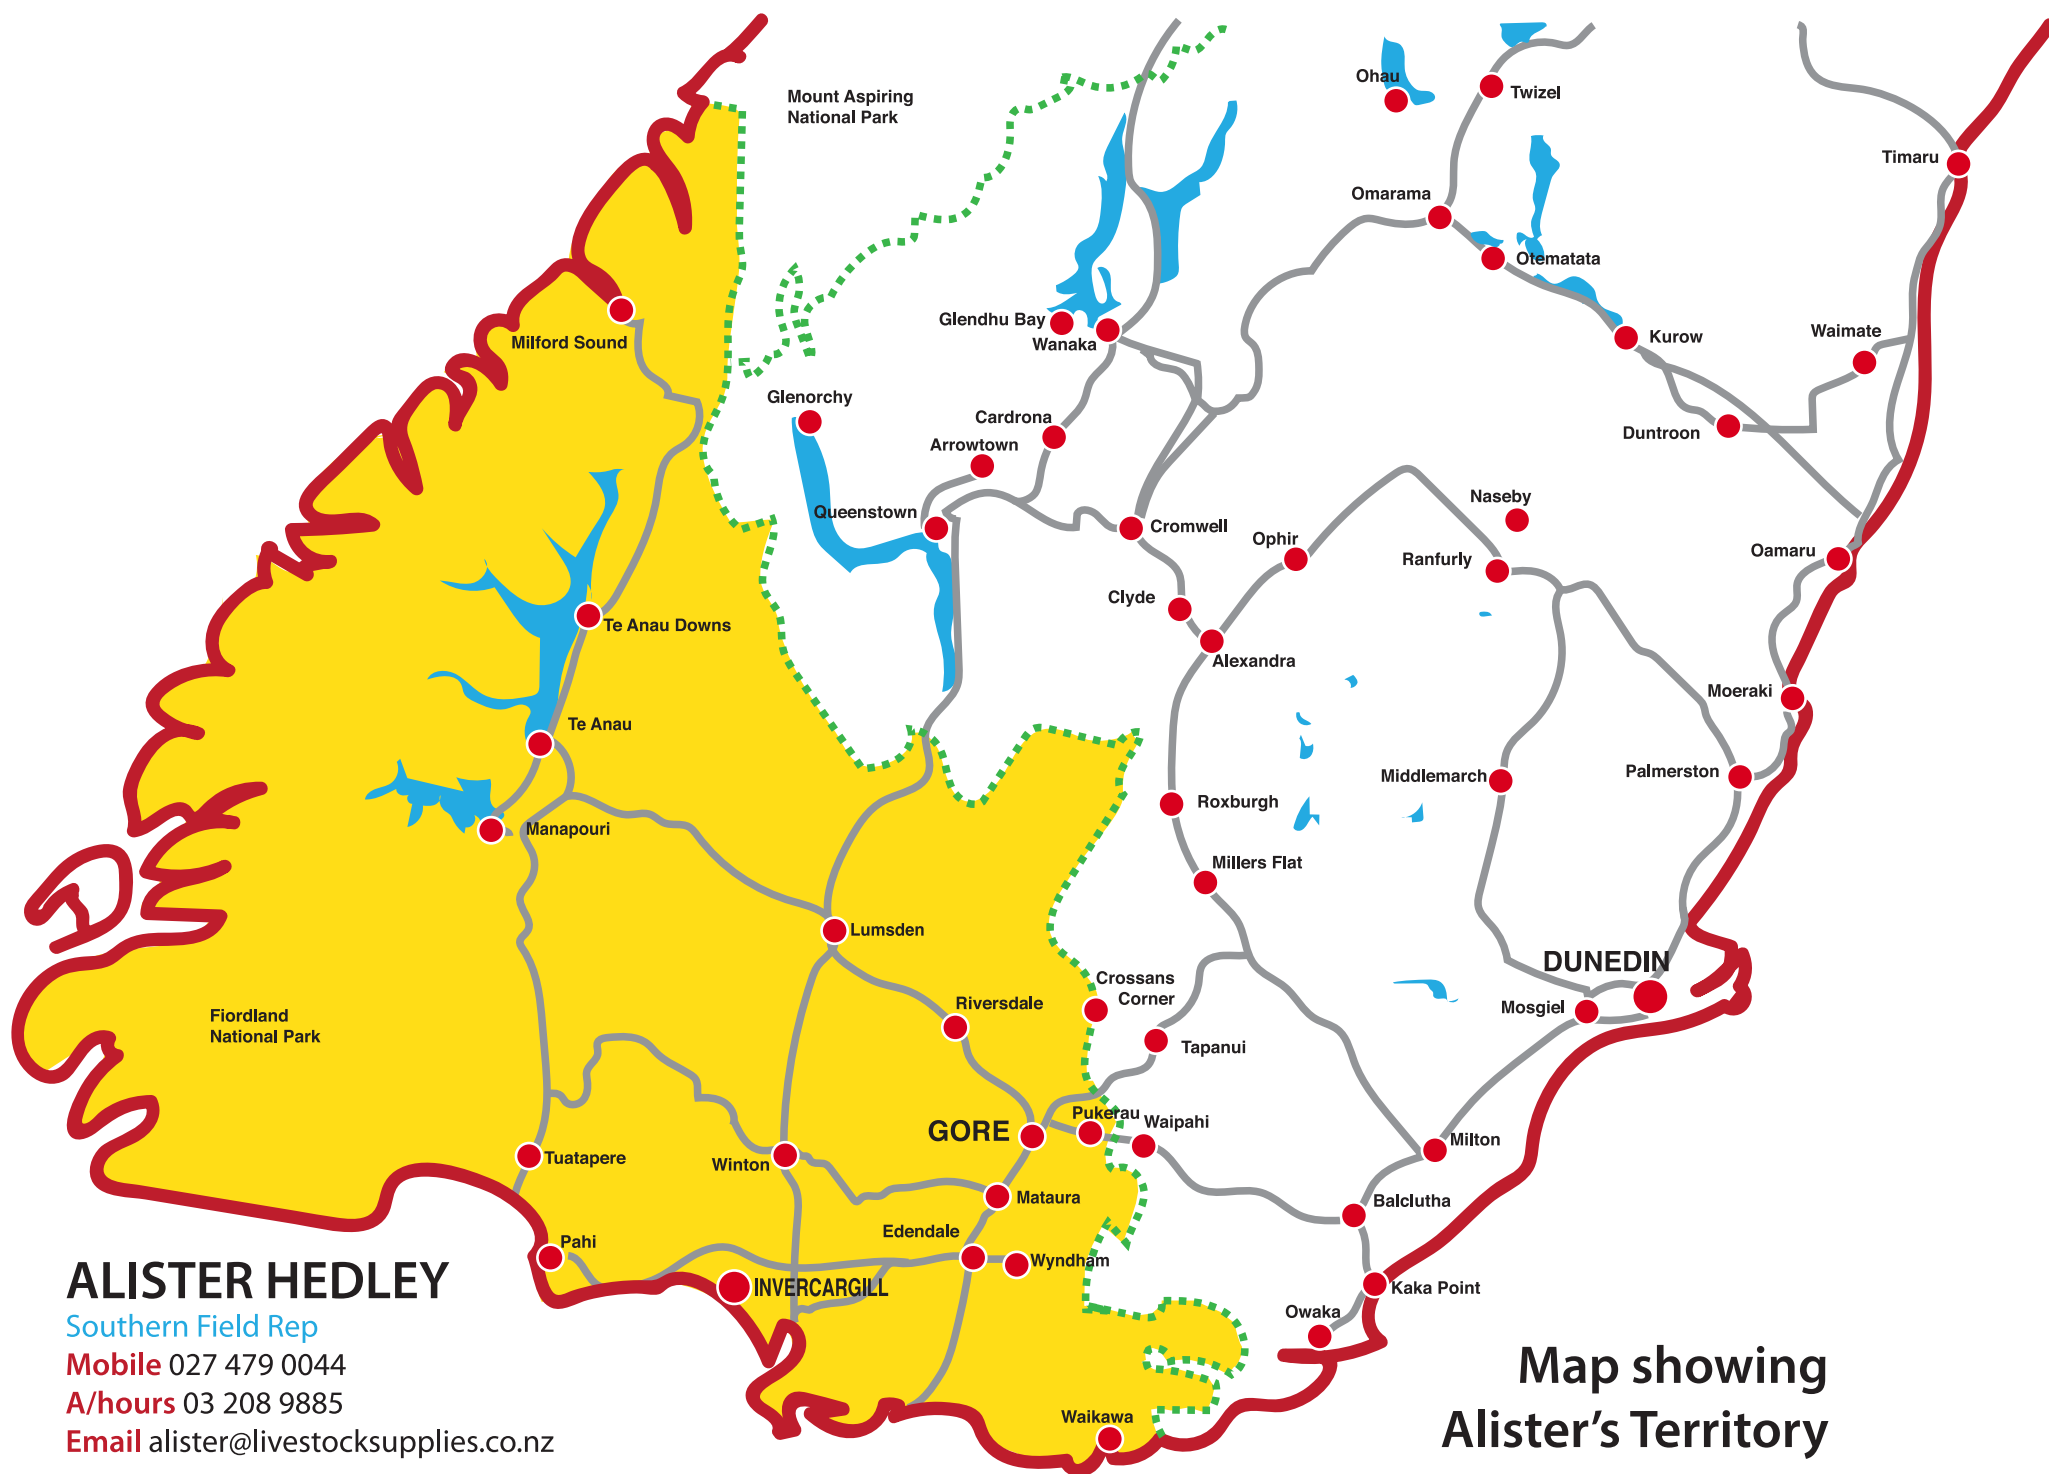 Mount Aspiring
National Park
Ohau
Twizel
Timaru
Omarama
Otematata
Milford Sound
Glendhu Bay
Wanaka
Kurow
Waimate
Glenorchy
Cardrona
Arrowtown
Duntroon
Queenstown
Cromwell
Naseby
Ophir
Ranfurly
Oamaru
Clyde
Te Anau Downs
Alexandra
Moeraki
Te Anau
Middlemarch
Palmerston
Roxburgh
Manapouri
Millers Flat
Lumsden
DUNEDIN
Crossans
Corner
Riversdale
Mosgiel
Fiordland
National Park
Tapanui
GORE
Pukerau
Waipahi
Milton
Tuatapere
Winton
Mataura
Balclutha
Edendale
Pahi
Wyndham
INVERCARGILL
Kaka Point
Owaka
Waikawa
ALISTER HEDLEY
Southern Field Rep
Mobile 027 479 0044
A/hours 03 208 9885
Email alister@livestocksupplies.co.nz
Map showing
Alister's Territory